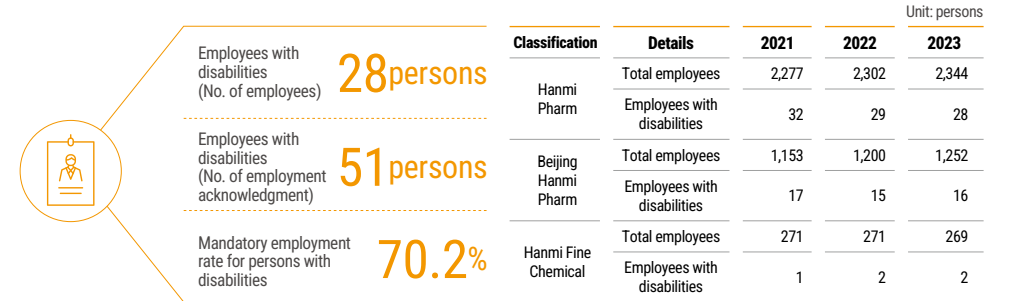 Unit: persons
Employees with
disabilities
(No. of employees)
28persons
Employees with
disabilities
(No. of employment
acknowledgment)
51persons
Mandatory employment
rate for persons with
disabilities
70.2%
Classification Details 2021 2022 2023
Hanmi
Pharm
Total employees 2,277 2,302 2,344
Employees with
disabilities
32 29 28
Beijing
Hanmi
Pharm
Total employees 1,153 1,200 1,252
Employees with
disabilities
17 15 16
Hanmi Fine
Chemical
Total employees 271 271 269
Employees with
disabilities
1 2 2